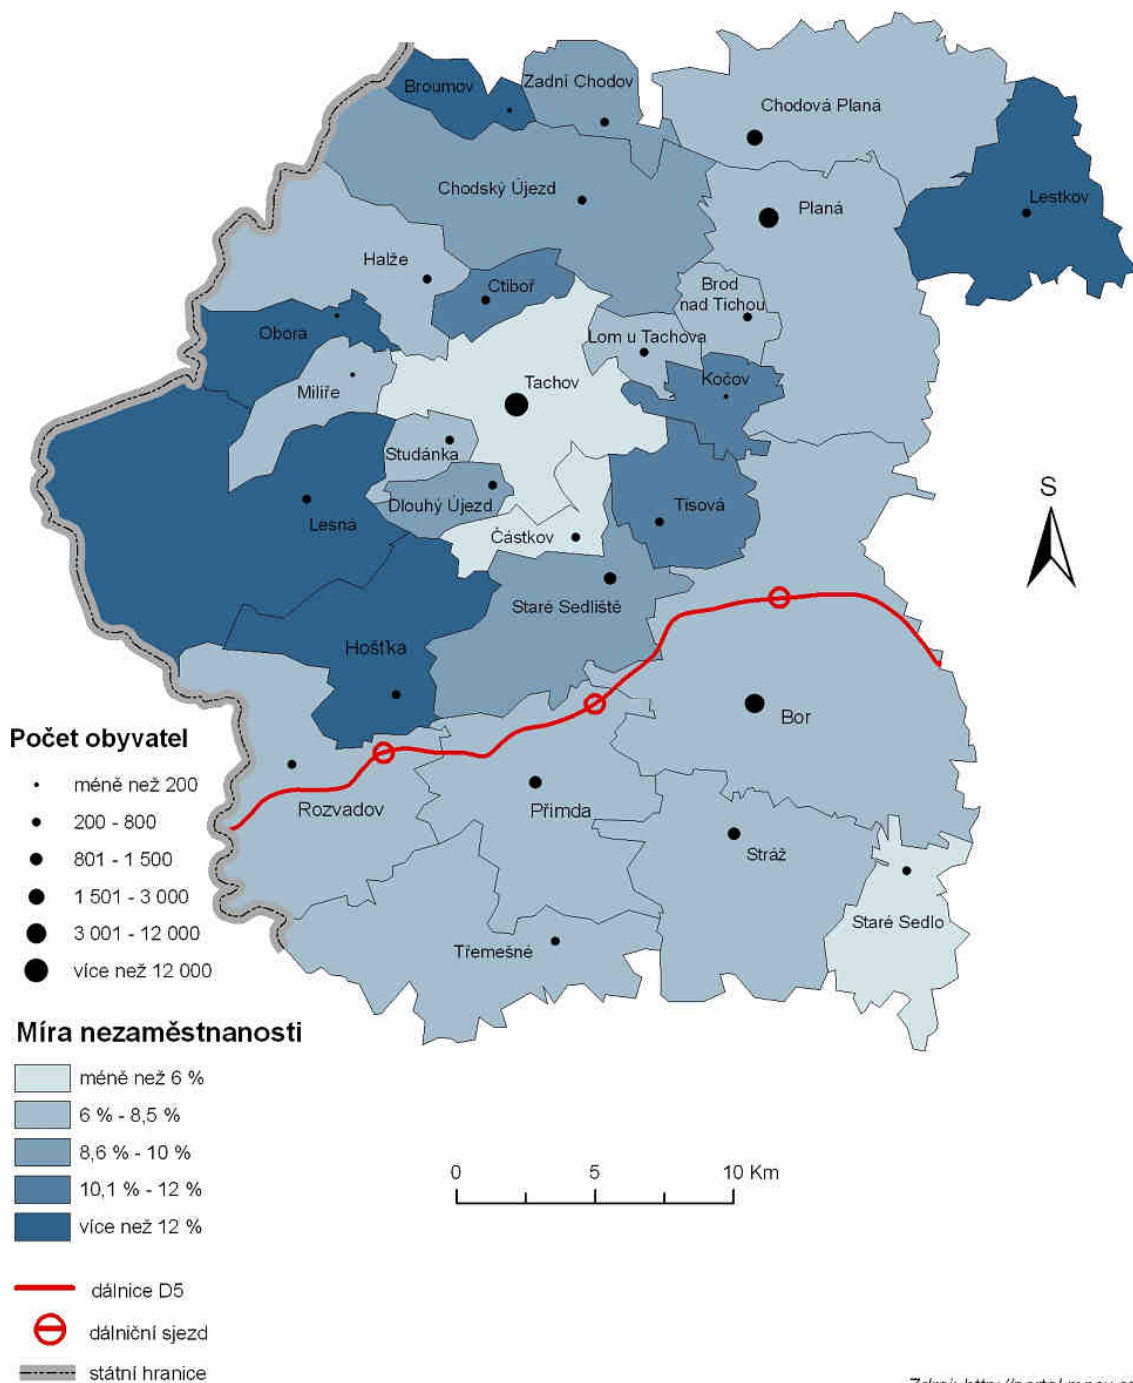 Broumov
Zadní Chodov
Chodová Planá
Chodský Újezd
Planá
Lestkov
Halže
Ctiboř
Brod
nad Tichou
Obora
Lom u Tachova
Milíře
Tachov
Kočov
Studánka
Dlouhý Újezd
Lesná
Tisová
Částkov
S
Staré Sedliště
Hošťka
Bor
Rozvadov
Přimda
Stráž
Staré Sedlo
Třemešné
Počet obyvatel
méně než 200
200 - 800
801 - 1 500
1 501 - 3 000
3 001 - 12 000
více než 12 000
Míra nezaměstnanosti
méně než 6 %
6 % - 8,5 %
8,6 % - 10 %
10,1 % - 12 %
více než 12 %
0 5 10 Km
dálnice D5
dálniční sjezd
státní hranice